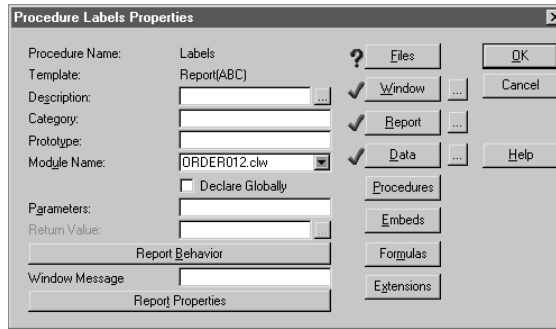 Procedure Labels Properties
Procedure Name: Labels
Template: Report(ABC)
Description: ...
Category:
Prototype:
Module Name: ORDER012.clw
Declare Globally
Parameters:
Return Value: ...
Report Behavior
Window Message
Report Properties
? Files
Window ...
Report ...
Data ...
Procedures
Embeds
Formulas
Extensions
OK
Cancel
Help